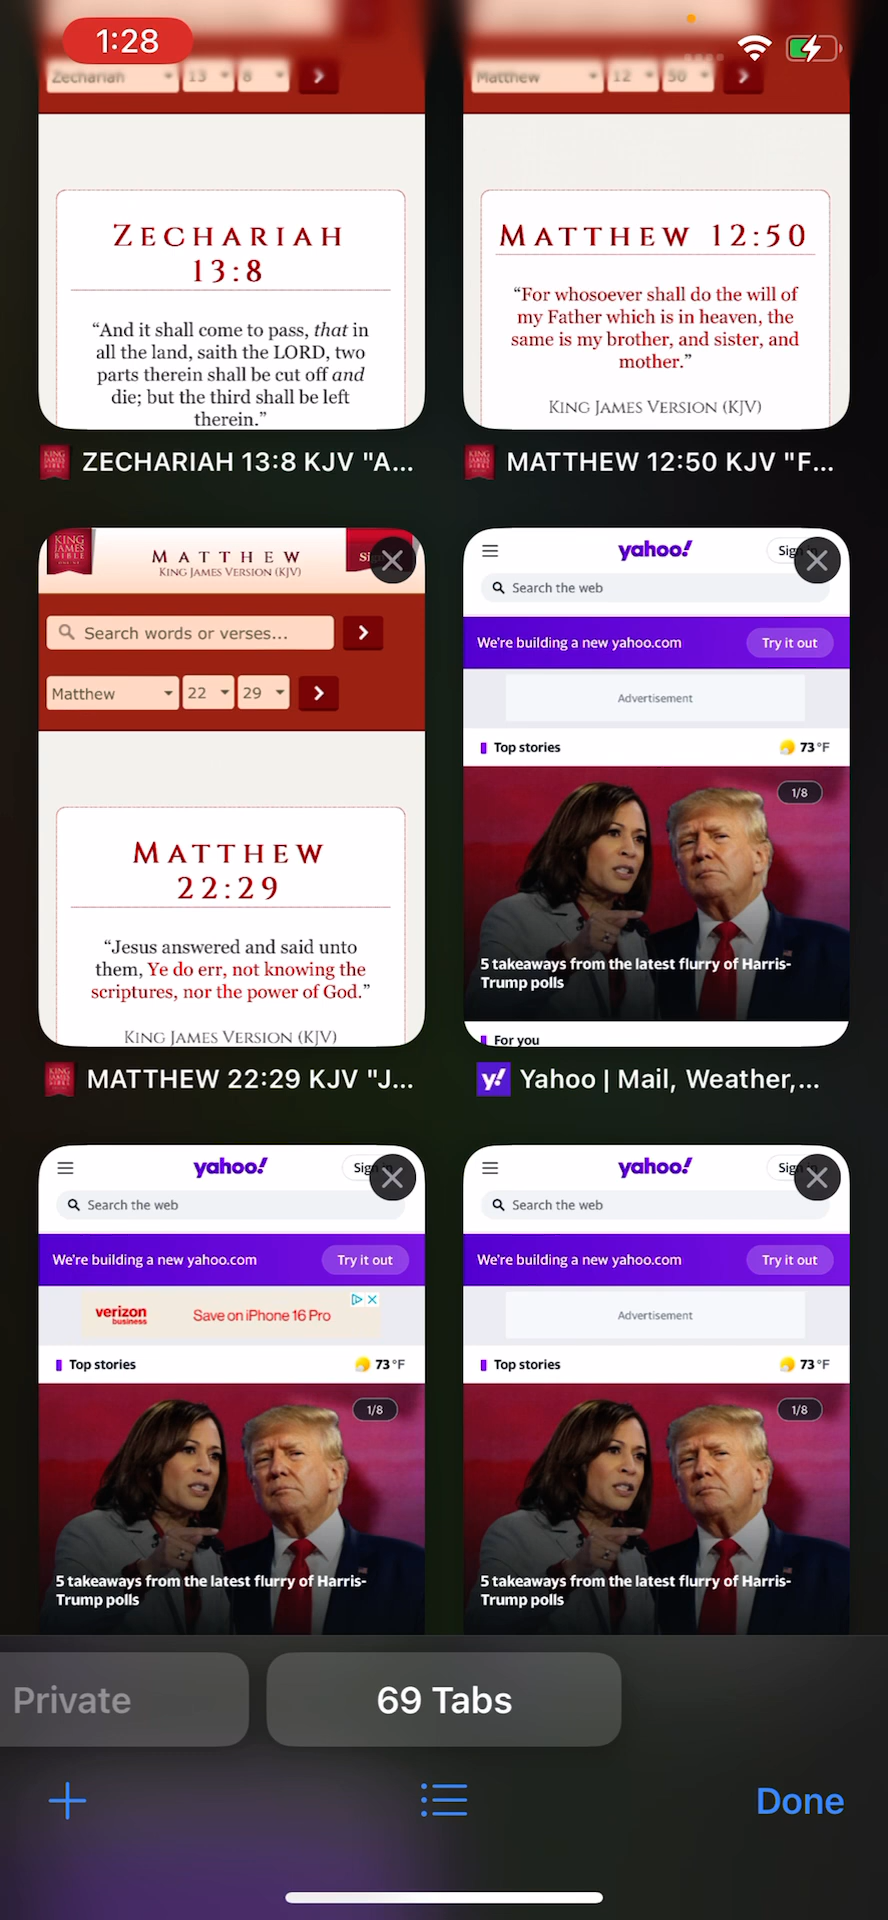 1:28
Zechariah 13 8
Matthew 12 50
ZECHARIAH
13:8
“And it shall come to pass, that in
all the land, saith the LORD, two
parts therein shall be cut off and
die; but the third shall be left
therein.”
MATTHEW 12:50
“For whosoever shall do the will of
my Father which is in heaven, the
same is my brother, and sister, and
mother.”
KING JAMES VERSION (KJV)
ZECHARIAH 13:8 KJV "A...
MATTHEW 12:50 KJV "F...
KING
JAMES
BIBLE
MATTHEW
KING JAMES VERSION (KJV)
Search words or verses...
Matthew 22 29
MATTHEW
22:29
“Jesus answered and said unto
them, Ye do err, not knowing the
scriptures, nor the power of God.”
KING JAMES VERSION (KJV)
MATTHEW 22:29 KJV "J...
yahoo!
Search the web
We're building a new yahoo.com Try it out
Advertisement
Top stories 73°F
1/8
5 takeaways from the latest flurry of Harris-
Trump polls
For you
y! Yahoo | Mail, Weather,...
yahoo!
Search the web
We're building a new yahoo.com Try it out
verizon
business
Save on iPhone 16 Pro
Top stories 73°F
1/8
5 takeaways from the latest flurry of Harris-
Trump polls
yahoo!
Search the web
We're building a new yahoo.com Try it out
Advertisement
Top stories 73°F
1/8
5 takeaways from the latest flurry of Harris-
Trump polls
Private
69 Tabs
Done